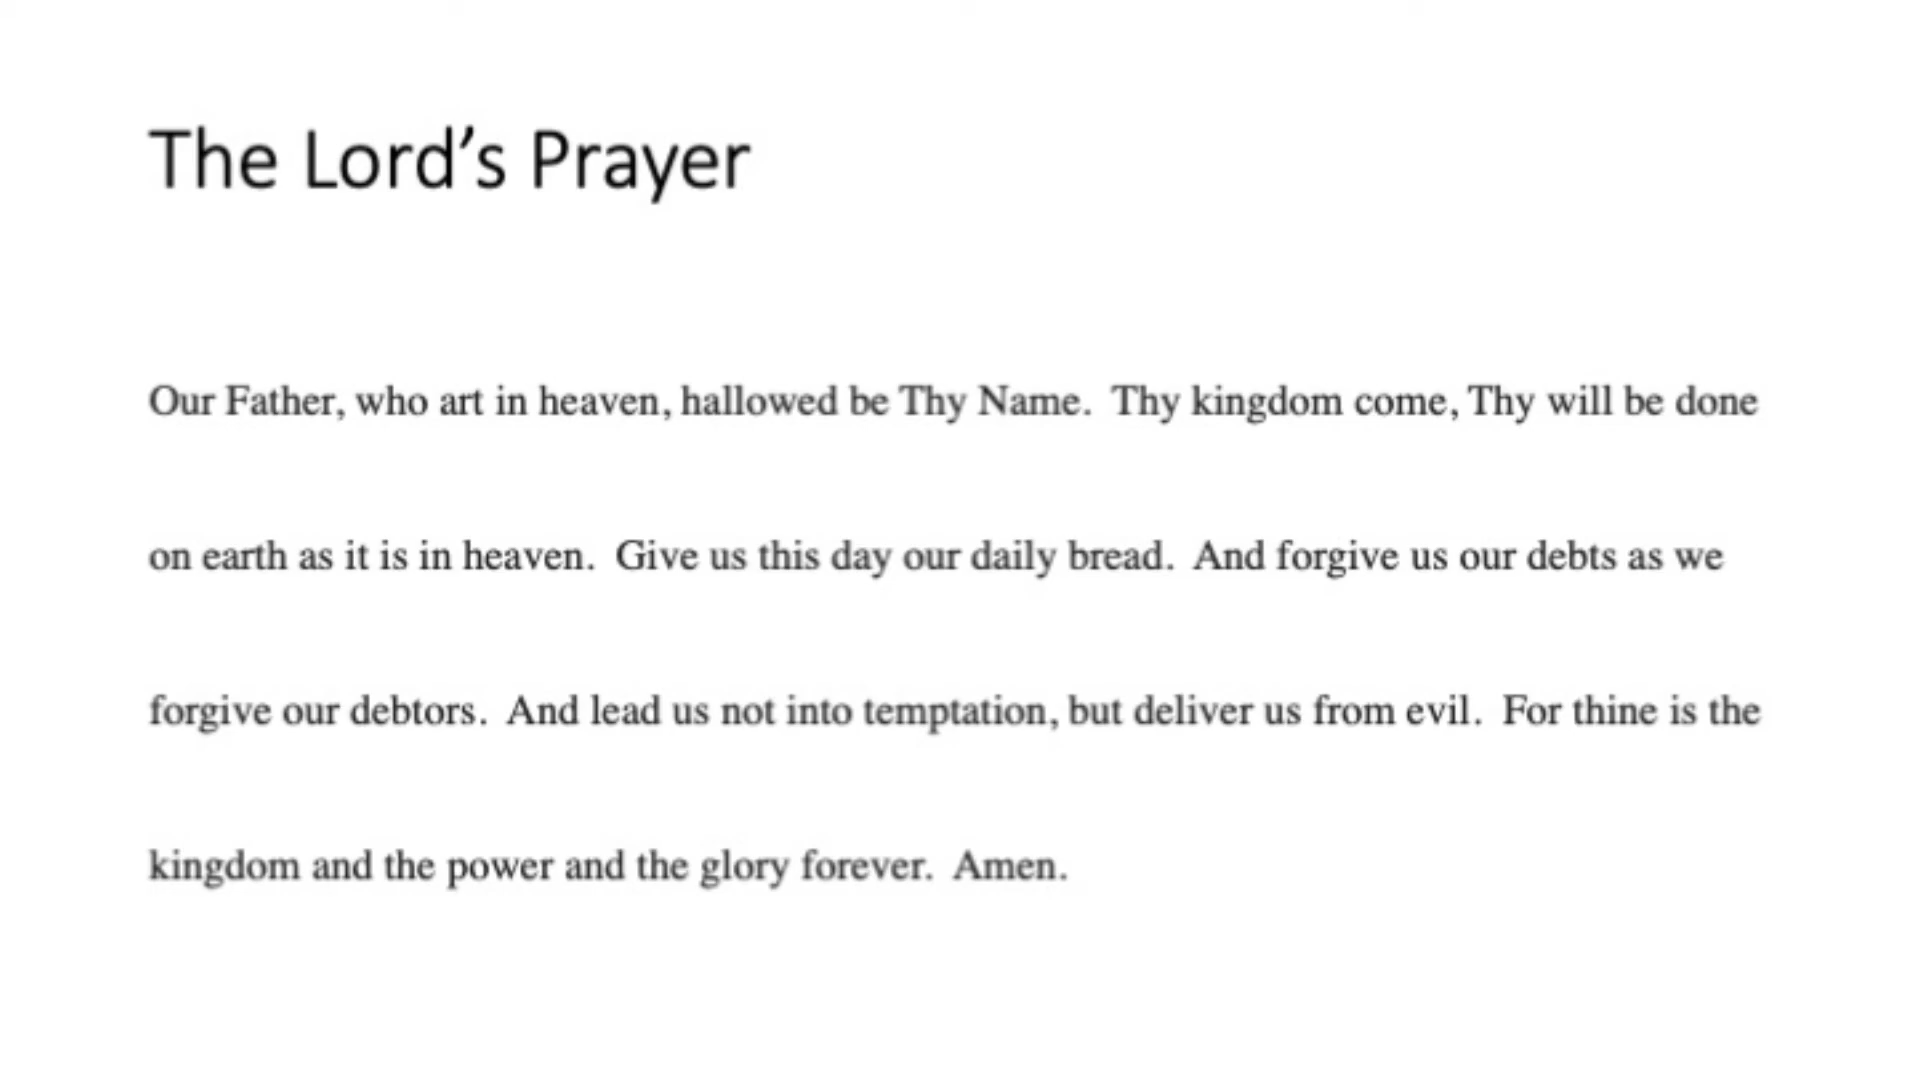 The Lord’s Prayer
Our Father, who art in heaven, hallowed be Thy Name.  Thy kingdom come, Thy will be done
on earth as it is in heaven.  Give us this day our daily bread.  And forgive us our debts as we
forgive our debtors.  And lead us not into temptation, but deliver us from evil.  For thine is the
kingdom and the power and the glory forever.  Amen.